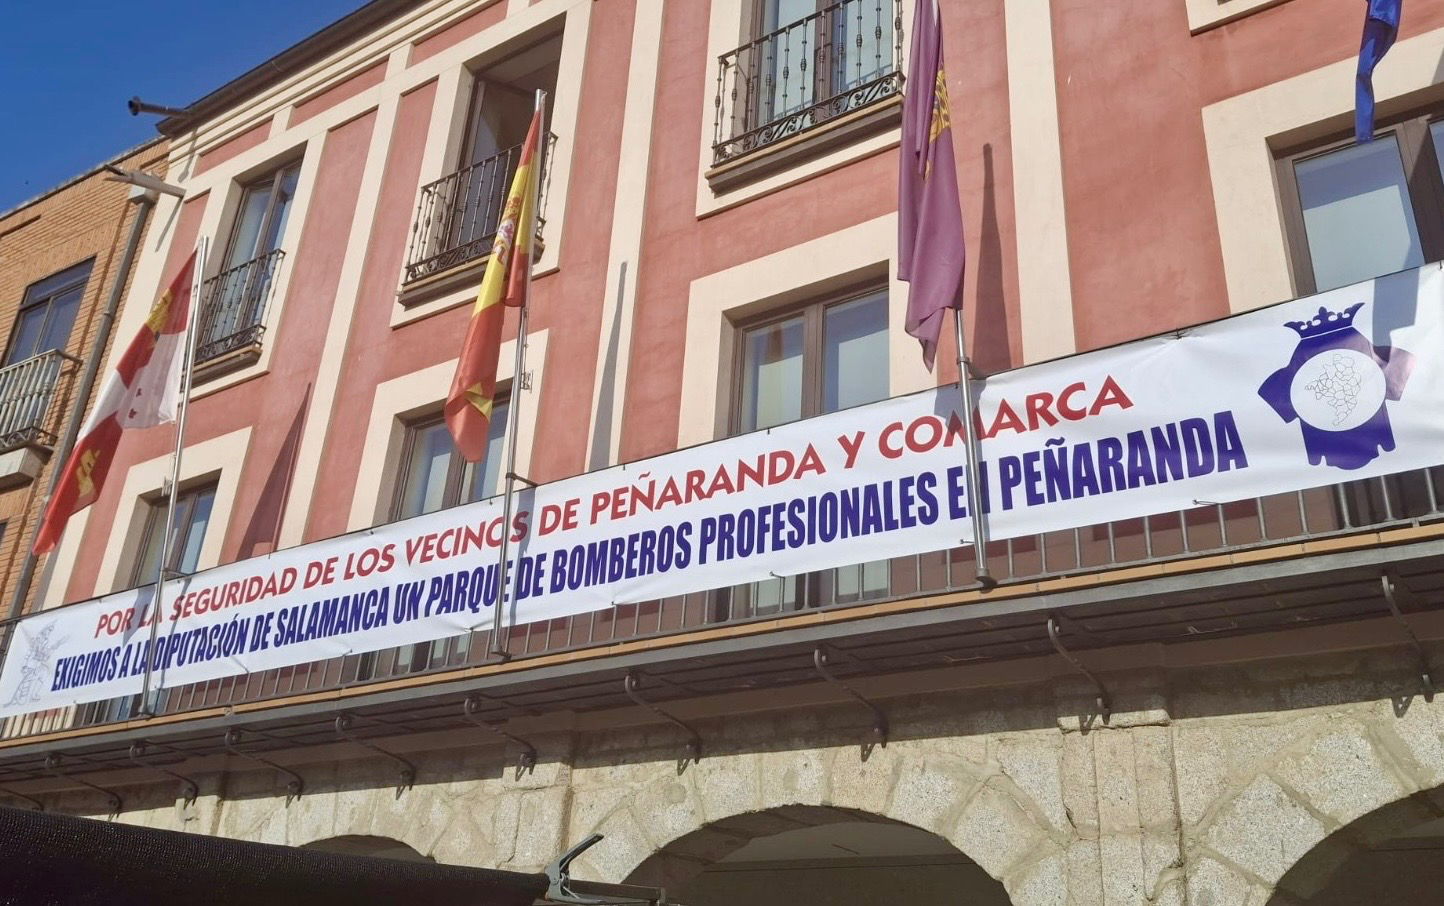 POR LA SEGURIDAD DE LOS VECINOS DE PEÑARANDA Y COMARCA
EXIGIMOS A LA DIPUTACIÓN DE SALAMANCA UN PARQUE DE BOMBEROS PROFESIONALES EN PEÑARANDA